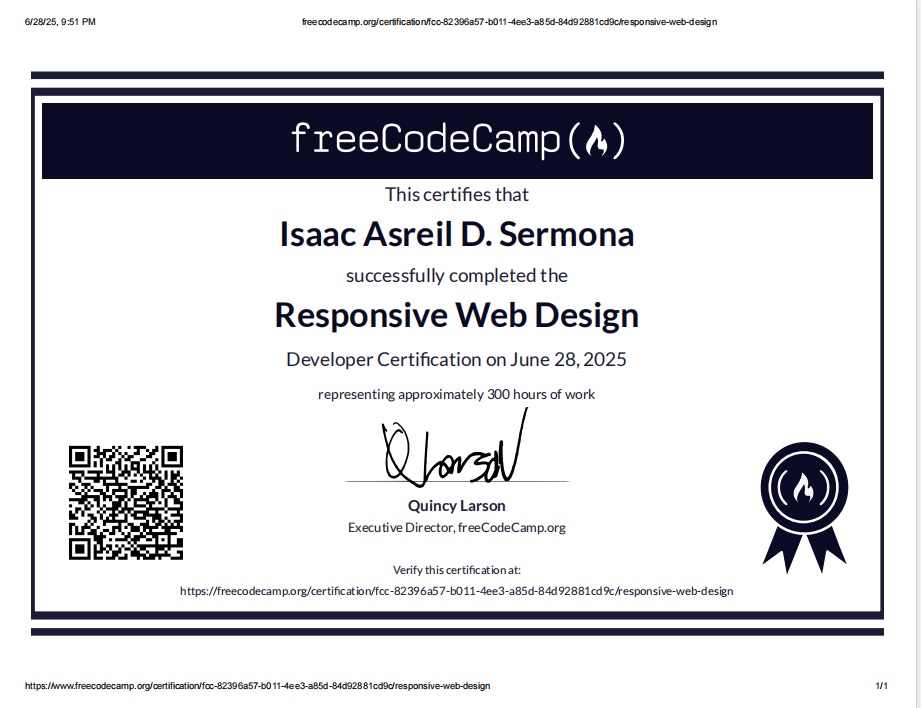 6/28/25, 9:51 PM freecodecamp.org/certification/fcc-82396a57-b011-4ee3-a85d-84d92881cd9c/responsive-web-design
freeCodeCamp
This certifies that
Isaac Asreil D. Sermona
successfully completed the
Responsive Web Design
Developer Certification on June 28, 2025
representing approximately 300 hours of work
Q Larson
Quincy Larson
Executive Director, freeCodeCamp.org
Verify this certification at:
https://freecodecamp.org/certification/fcc-82396a57-b011-4ee3-a85d-84d92881cd9c/responsive-web-design
https://www.freecodecamp.org/certification/fcc-82396a57-b011-4ee3-a85d-84d92881cd9c/responsive-web-design 1/1